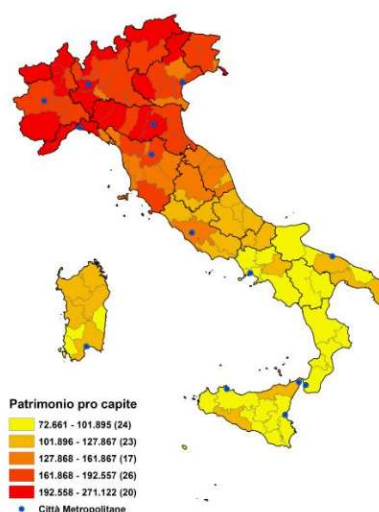 Patrimonio pro capite
72.661 - 101.895 (24)
101.896 - 127.867 (23)
127.868 - 161.867 (17)
161.868 - 192.557 (26)
192.558 - 271.122 (20)
Città Metropolitane